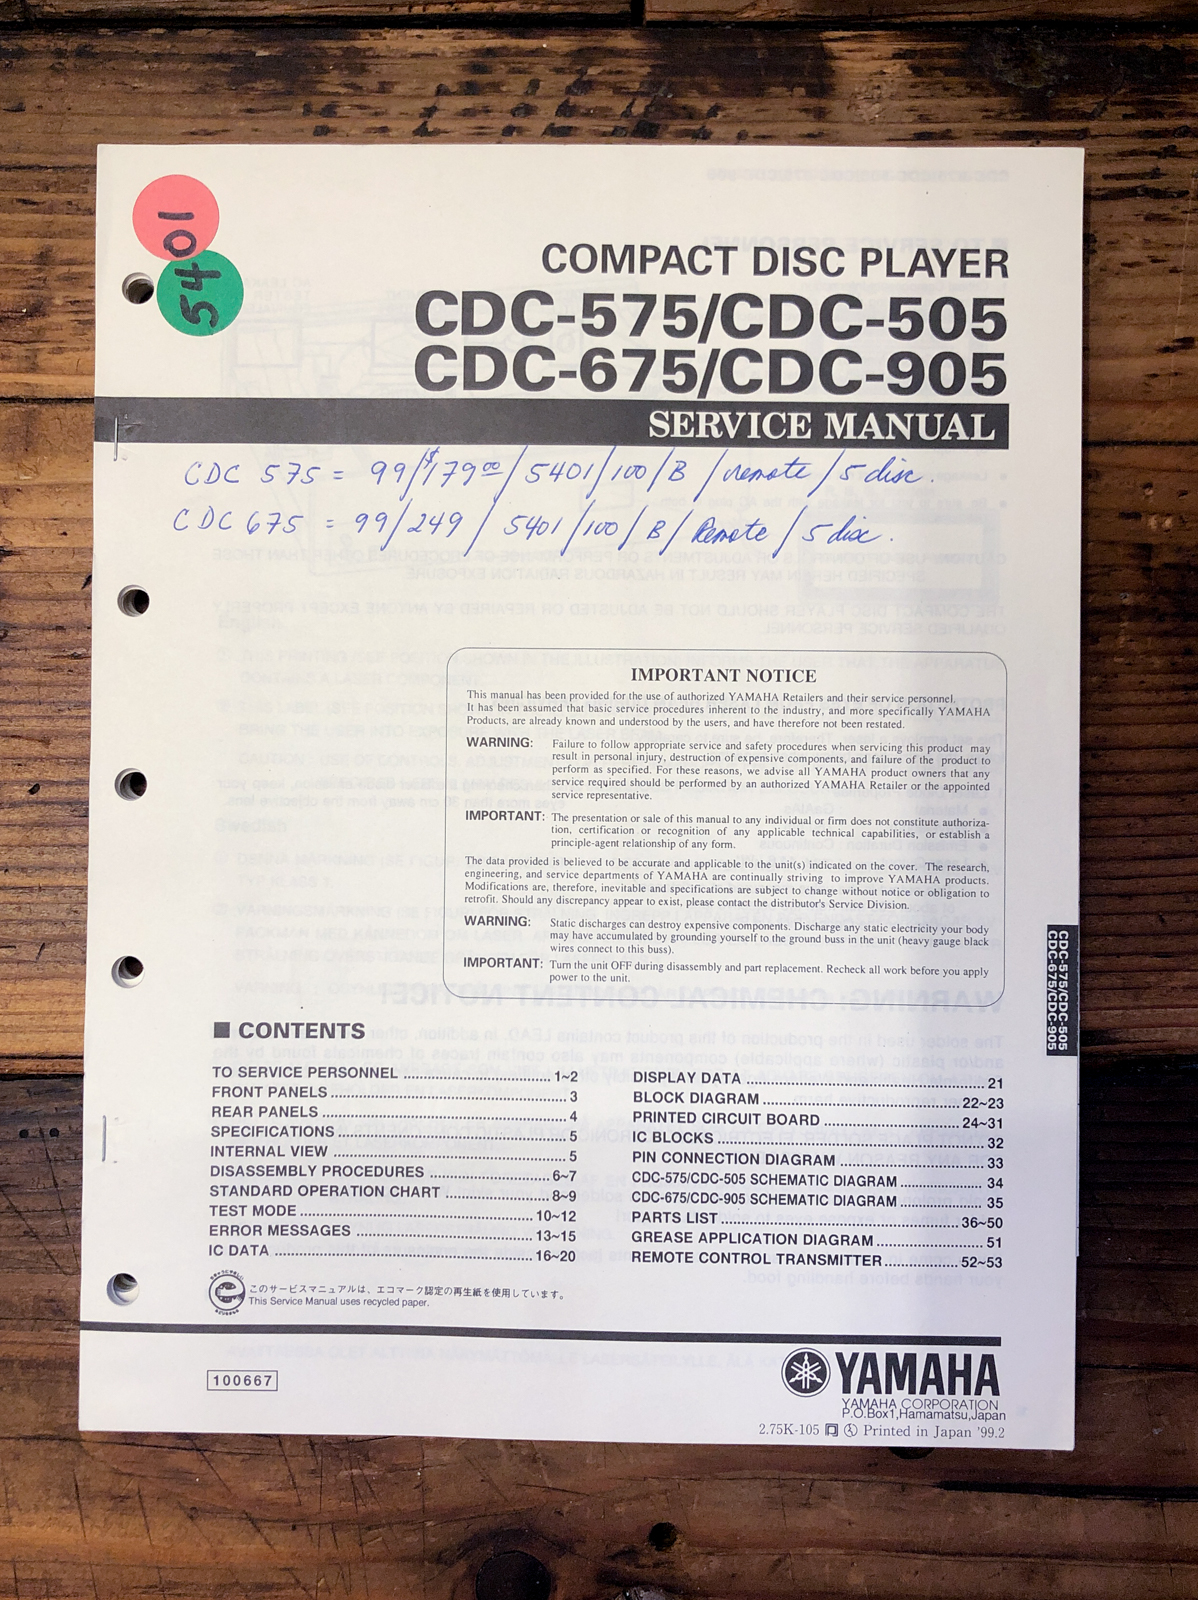 5401
COMPACT DISC PLAYER
CDC-575/CDC-505
CDC-675/CDC-905
SERVICE MANUAL
CDC 575 = 99/$179⁰⁰/5401/100/B/remote/5 disc.
CDC 675 = 99/249/5401/100/B/Remote/5 disc.
IMPORTANT NOTICE
This manual has been provided for the use of authorized YAMAHA Retailers and their service personnel.
It has been assumed that basic service procedures inherent to the industry, and more specifically YAMAHA
Products, are already known and understood by the users, and have therefore not been restated.
WARNING: Failure to follow appropriate service and safety procedures when servicing this product may
result in personal injury, destruction of expensive components, and failure of the product to
perform as specified. For these reasons, we advise all YAMAHA product owners that any
service required should be performed by an authorized YAMAHA Retailer or the appointed
service representative.
IMPORTANT: The presentation or sale of this manual to any individual or firm does not constitute authoriza-
tion, certification or recognition of any applicable technical capabilities, or establish a
principle-agent relationship of any form.
The data provided is believed to be accurate and applicable to the unit(s) indicated on the cover. The research,
engineering, and service departments of YAMAHA are continually striving to improve YAMAHA products.
Modifications are, therefore, inevitable and specifications are subject to change without notice or obligation to
retrofit. Should any discrepancy appear to exist, please contact the distributor's Service Division.
WARNING: Static discharges can destroy expensive components. Discharge any static electricity your body
may have accumulated by grounding yourself to the ground buss in the unit (heavy gauge black
wires connect to this buss).
IMPORTANT: Turn the unit OFF during disassembly and part replacement. Recheck all work before you apply
power to the unit.
CDC-575/CDC-505
CDC-675/CDC-905
■ CONTENTS
TO SERVICE PERSONNEL ........ 1~2
FRONT PANELS ........ 3
REAR PANELS ........ 4
SPECIFICATIONS ........ 5
INTERNAL VIEW ........ 5
DISASSEMBLY PROCEDURES ........ 6~7
STANDARD OPERATION CHART ........ 8~9
TEST MODE ........ 10~12
ERROR MESSAGES ........ 13~15
IC DATA ........ 16~20
DISPLAY DATA ........ 21
BLOCK DIAGRAM ........ 22~23
PRINTED CIRCUIT BOARD ........ 24~31
IC BLOCKS ........ 32
PIN CONNECTION DIAGRAM ........ 33
CDC-575/CDC-505 SCHEMATIC DIAGRAM ........ 34
CDC-675/CDC-905 SCHEMATIC DIAGRAM ........ 35
PARTS LIST ........ 36~50
GREASE APPLICATION DIAGRAM ........ 51
REMOTE CONTROL TRANSMITTER ........ 52~53
このサービスマニュアルは、エコマーク認定の再生紙を使用しています。
This Service Manual uses recycled paper.
100667
YAMAHA
YAMAHA CORPORATION
P.O.Box1,Hamamatsu,Japan
2.75K-105 Printed in Japan '99.2